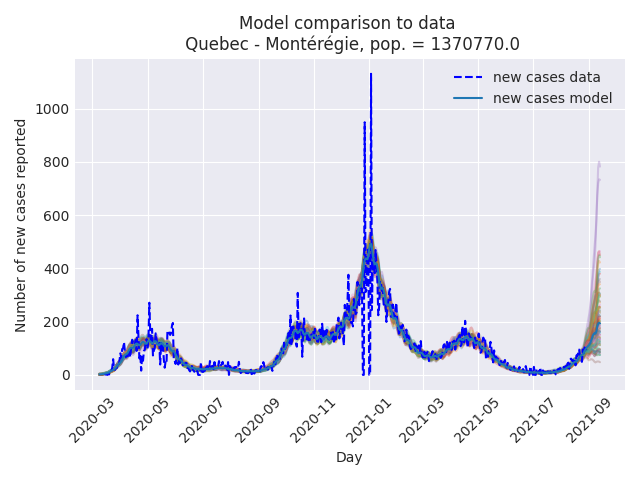 Model comparison to data
Quebec - Montérégie, pop. = 1370770.0
new cases data
new cases model
Number of new cases reported
1000
800
600
400
200
0
2020-03
2020-05
2020-07
2020-09
2020-11
2021-01
2021-03
2021-05
2021-07
2021-09
Day